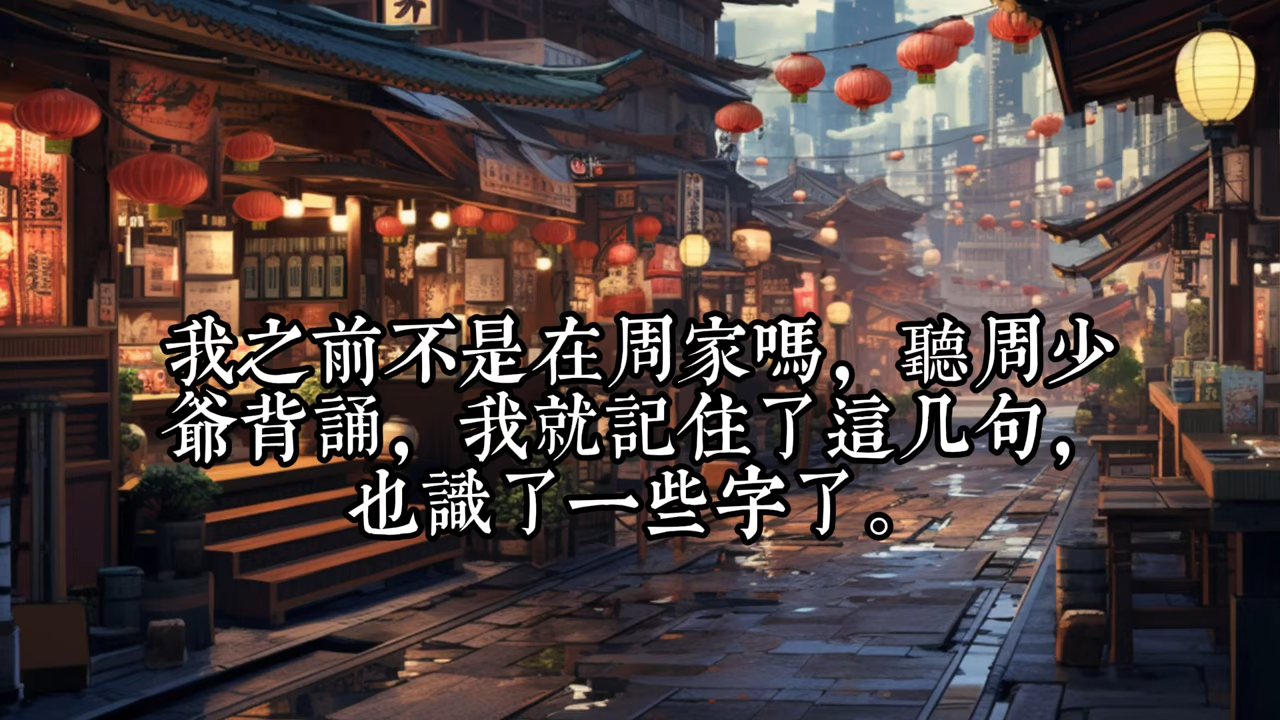 我之前不是在周家嗎，聽周少
爺背誦，我就記住了這几句，
也識了一些字了。